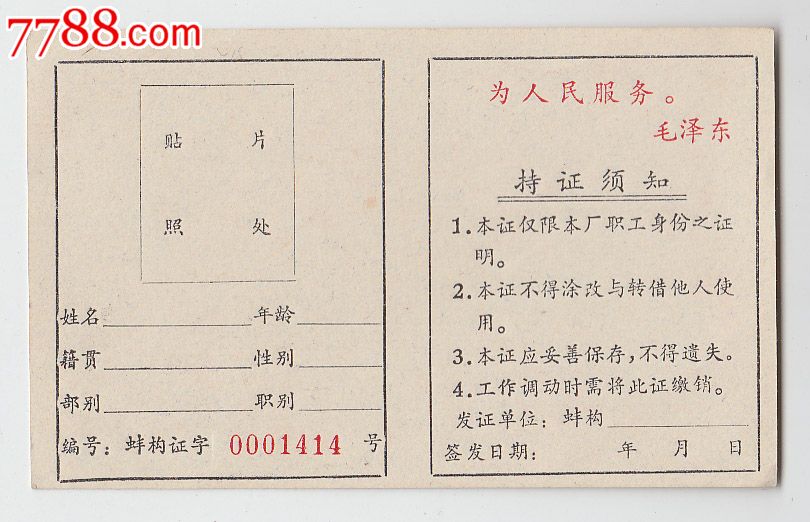 7788.com
贴 片
照 处
姓名 年龄
籍贯 性别
部别 职别
编号：蚌构证字 0001414 号
为人民服务。
毛泽东
持证须知
1.本证仅限本厂职工身份之证
明。
2.本证不得涂改与转借他人使
用。
3.本证应妥善保存，不得遗失。
4.工作调动时需将此证缴销。
发证单位：蚌构
签发日期： 年 月 日